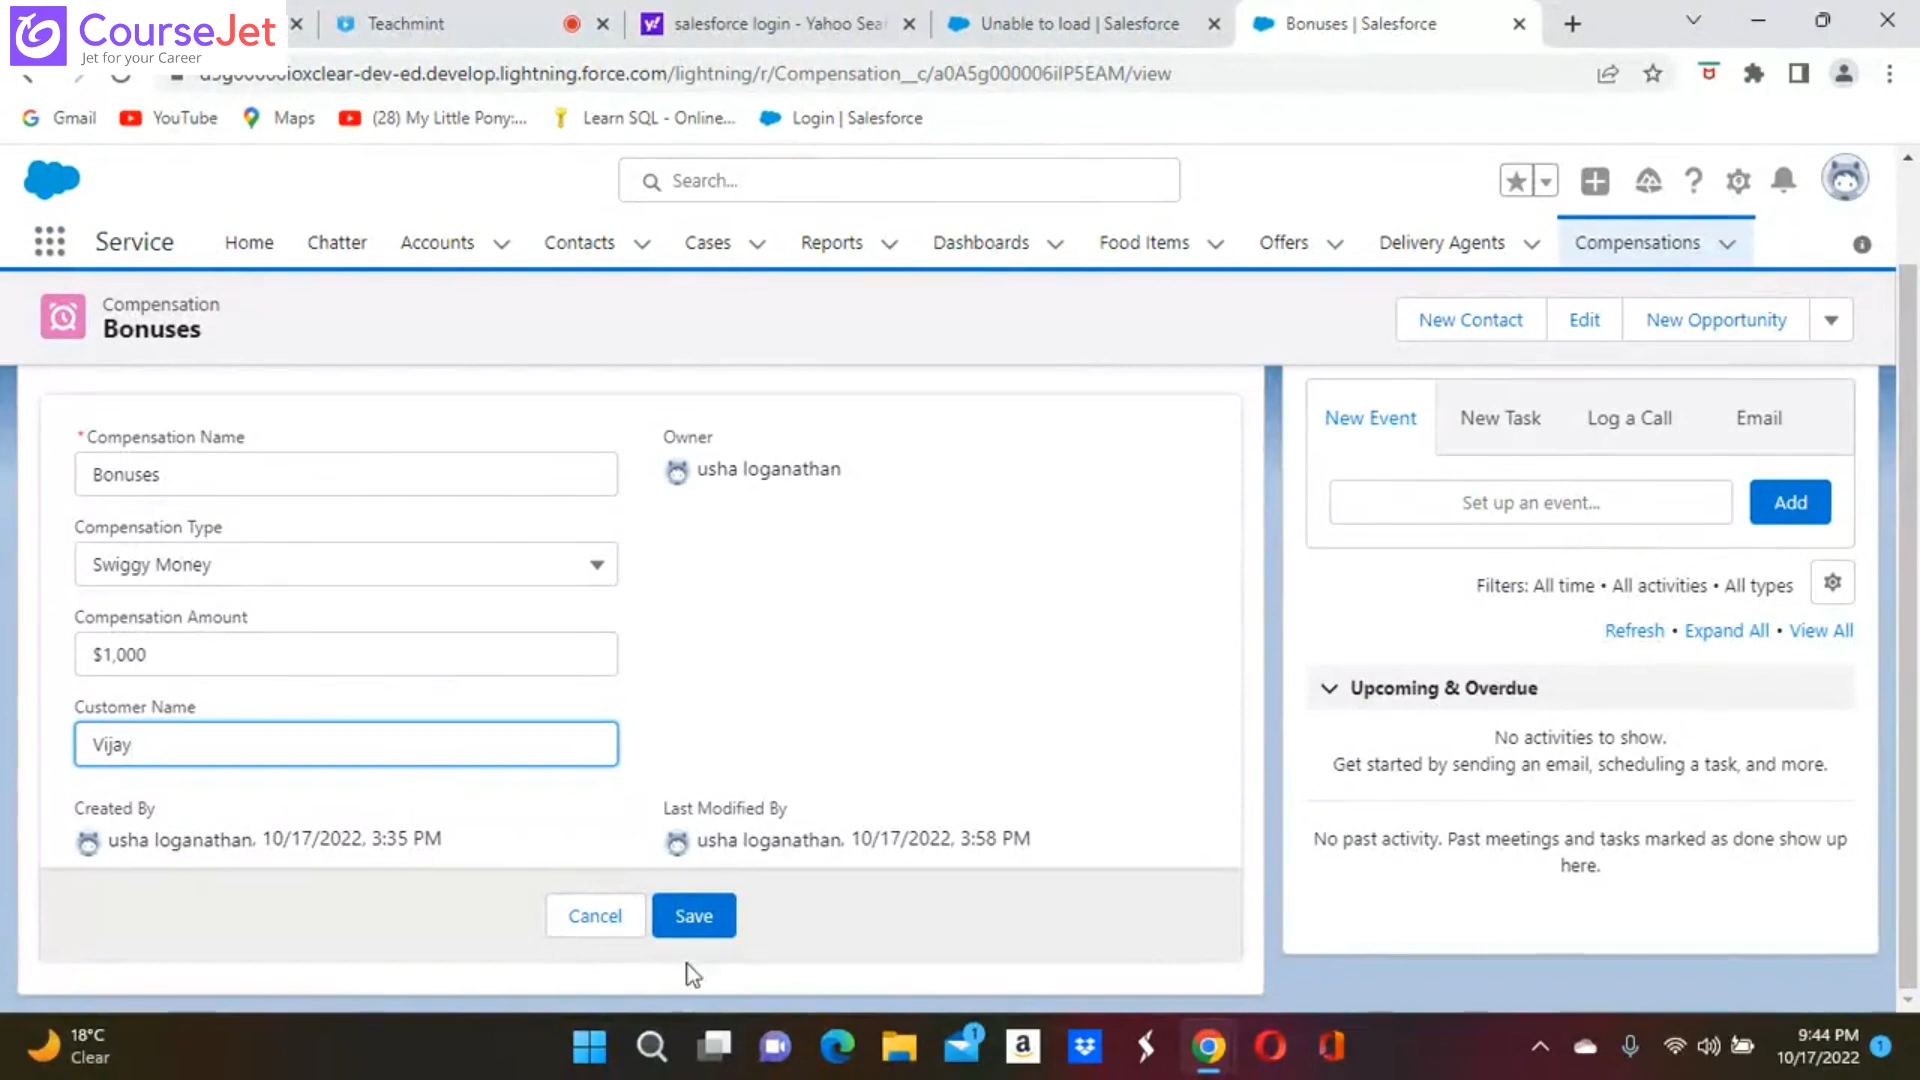 CourseJet
Jet for your Career
Teachmint
salesforce login - Yahoo Sea
Unable to load | Salesforce
Bonuses | Salesforce
ioxclear-dev-ed.develop.lightning.force.com/lightning/r/Compensation__c/a0A5g000006iIP5EAM/view
Gmail
YouTube
Maps
(28) My Little Pony:...
Learn SQL - Online...
Login | Salesforce
Search...
Service
Home
Chatter
Accounts
Contacts
Cases
Reports
Dashboards
Food Items
Offers
Delivery Agents
Compensations
Compensation
Bonuses
New Contact
Edit
New Opportunity
*Compensation Name
Bonuses
Owner
usha loganathan
Compensation Type
Swiggy Money
Compensation Amount
$1,000
Customer Name
Vijay
Created By
usha loganathan, 10/17/2022, 3:35 PM
Last Modified By
usha loganathan, 10/17/2022, 3:58 PM
Cancel
Save
New Event
New Task
Log a Call
Email
Set up an event...
Add
Filters: All time • All activities • All types
Refresh • Expand All • View All
Upcoming & Overdue
No activities to show.
Get started by sending an email, scheduling a task, and more.
No past activity. Past meetings and tasks marked as done show up
here.
18°C
Clear
1
a
9:44 PM
10/17/2022
1